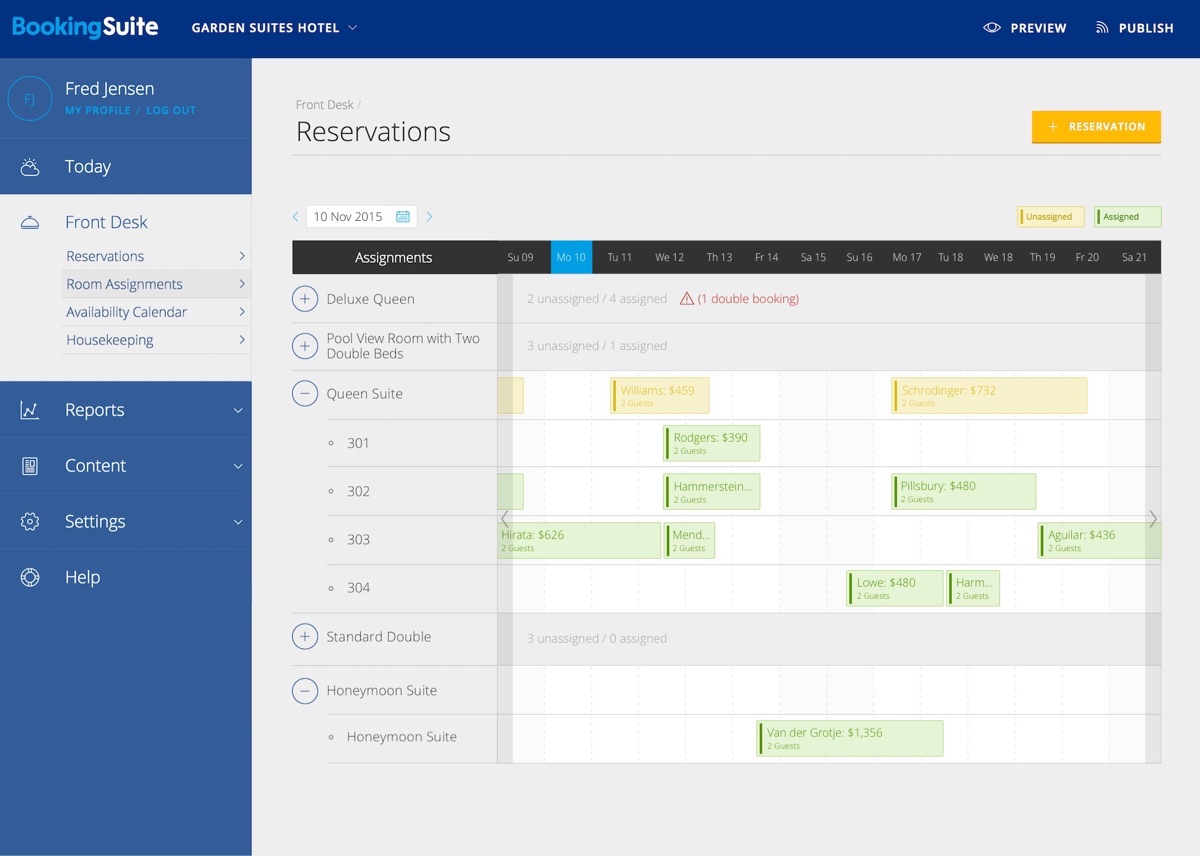 BookingSuite
GARDEN SUITES HOTEL
PREVIEW
PUBLISH
FJ
Fred Jensen
MY PROFILE / LOG OUT
Today
Front Desk
Reservations
Room Assignments
Availability Calendar
Housekeeping
Reports
Content
Settings
Help
Front Desk /
Reservations
+ RESERVATION
10 Nov 2015
Unassigned
Assigned
Assignments Su 09 Mo 10 Tu 11 We 12 Th 13 Fr 14 Sa 15 Su 16 Mo 17 Tu 18 We 18 Th 19 Fr 20 Sa 21
Deluxe Queen
2 unassigned / 4 assigned (1 double booking)
Pool View Room with Two
Double Beds
3 unassigned / 1 assigned
Queen Suite
Williams: $459
2 Guests
Schrodinger: $732
2 Guests
301
Rodgers: $390
2 Guests
302
Hammerstein...
2 Guests
Pillsbury: $480
2 Guests
303
Hirata: $626
2 Guests
Mend...
2 Guests
Aguilar: $436
2 Guests
304
Lowe: $480
2 Guests
Harm...
2 Guests
Standard Double
3 unassigned / 0 assigned
Honeymoon Suite
Honeymoon Suite
Van der Grotje: $1,356
2 Guests